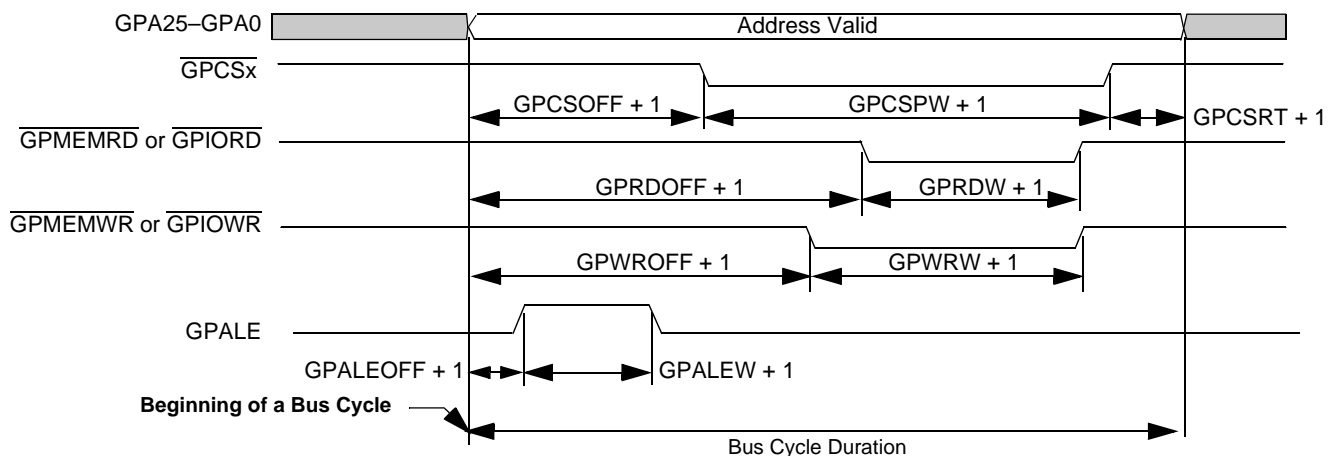 GPA25–GPA0
Address Valid
GPCSx
GPCSOFF + 1
GPCSPW + 1
GPCSRT + 1
GPMEMRD or GPIORD
GPRDOFF + 1
GPRDW + 1
GPMEMWR or GPIOWR
GPWROFF + 1
GPWRW + 1
GPALE
GPALEOFF + 1
GPALEW + 1
Beginning of a Bus Cycle
Bus Cycle Duration